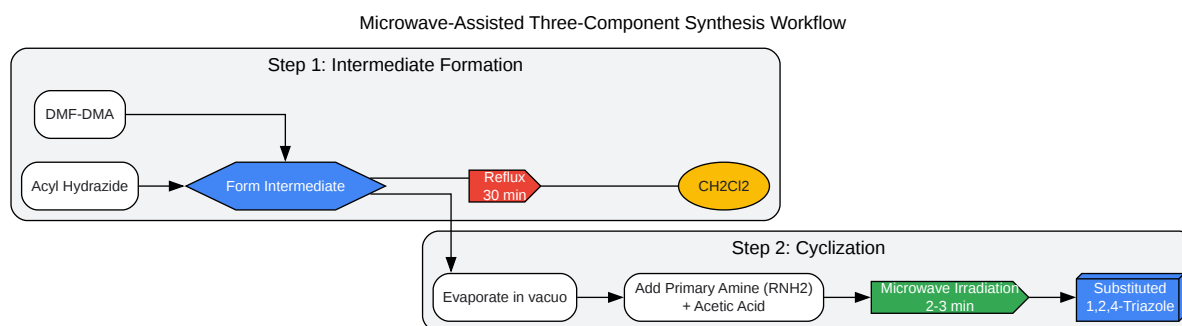 Microwave-Assisted Three-Component Synthesis Workflow
Step 1: Intermediate Formation
DMF-DMA
Acyl Hydrazide
Form Intermediate
Reflux
30 min
CH2Cl2
Step 2: Cyclization
Evaporate in vacuo
Add Primary Amine (RNH2)
+ Acetic Acid
Microwave Irradiation
2-3 min
Substituted
1,2,4-Triazole